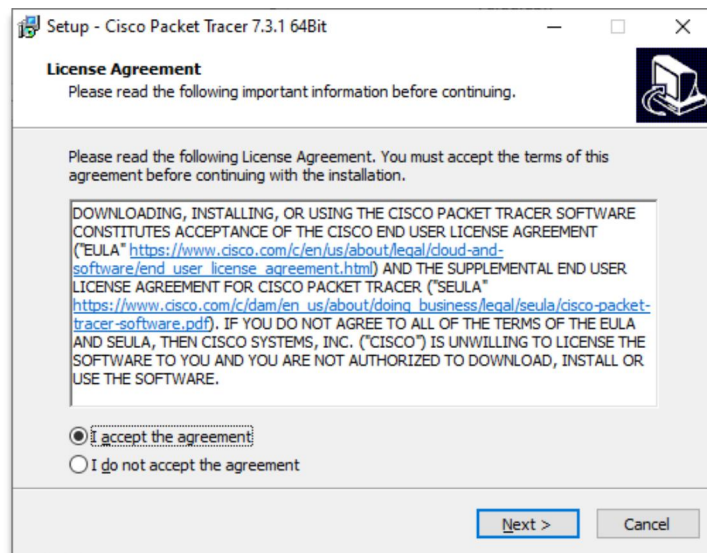 Setup - Cisco Packet Tracer 7.3.1 64Bit
License Agreement
Please read the following important information before continuing.
Please read the following License Agreement. You must accept the terms of this
agreement before continuing with the installation.
DOWNLOADING, INSTALLING, OR USING THE CISCO PACKET TRACER SOFTWARE
CONSTITUTES ACCEPTANCE OF THE CISCO END USER LICENSE AGREEMENT
("EULA" https://www.cisco.com/c/en/us/about/legal/cloud-and-
software/end_user_license_agreement.html) AND THE SUPPLEMENTAL END USER
LICENSE AGREEMENT FOR CISCO PACKET TRACER ("SEULA"
https://www.cisco.com/c/dam/en_us/about/doing_business/legal/seula/cisco-packet-
tracer-software.pdf). IF YOU DO NOT AGREE TO ALL OF THE TERMS OF THE EULA
AND SEULA, THEN CISCO SYSTEMS, INC. ("CISCO") IS UNWILLING TO LICENSE THE
SOFTWARE TO YOU AND YOU ARE NOT AUTHORIZED TO DOWNLOAD, INSTALL OR
USE THE SOFTWARE.
I accept the agreement
I do not accept the agreement
Next >
Cancel